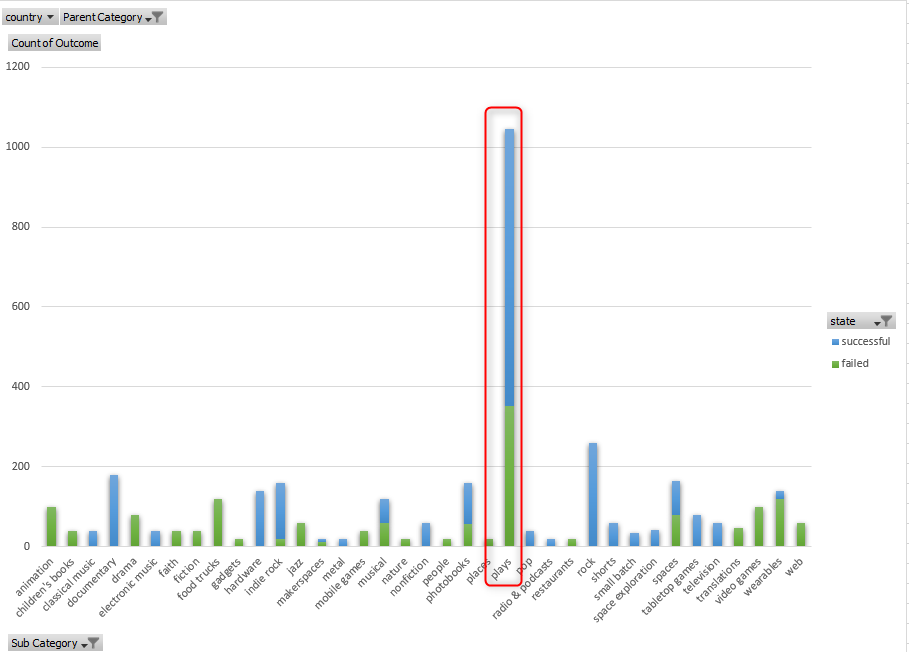 country Parent Category
Count of Outcome
1200
1000
800
600
400
200
0
state
successful
failed
animation
children's books
classical music
documentary
drama
electronic music
faith
fiction
food trucks
gadgets
hardware
indie rock
jazz
makerspaces
metal
mobile games
musical
nature
nonfiction
people
photobooks
places
plays
pop
radio & podcasts
restaurants
rock
shorts
small batch
space exploration
spaces
tabletop games
television
translations
video games
wearables
web
Sub Category